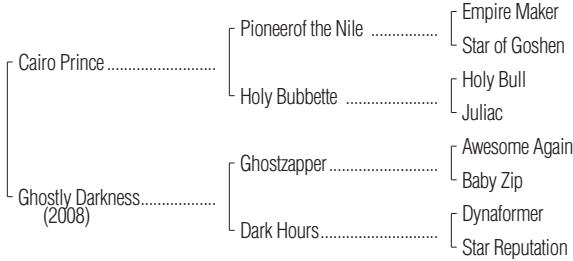 Empire Maker
Pioneerof the Nile ..................
Star of Goshen
Cairo Prince .............................
Holy Bull
Holy Bubbette .........................
Juliac
Awesome Again
Ghostzapper .............................
Baby Zip
Ghostly Darkness....................
(2008)
Dynaformer
Dark Hours...............................
Star Reputation